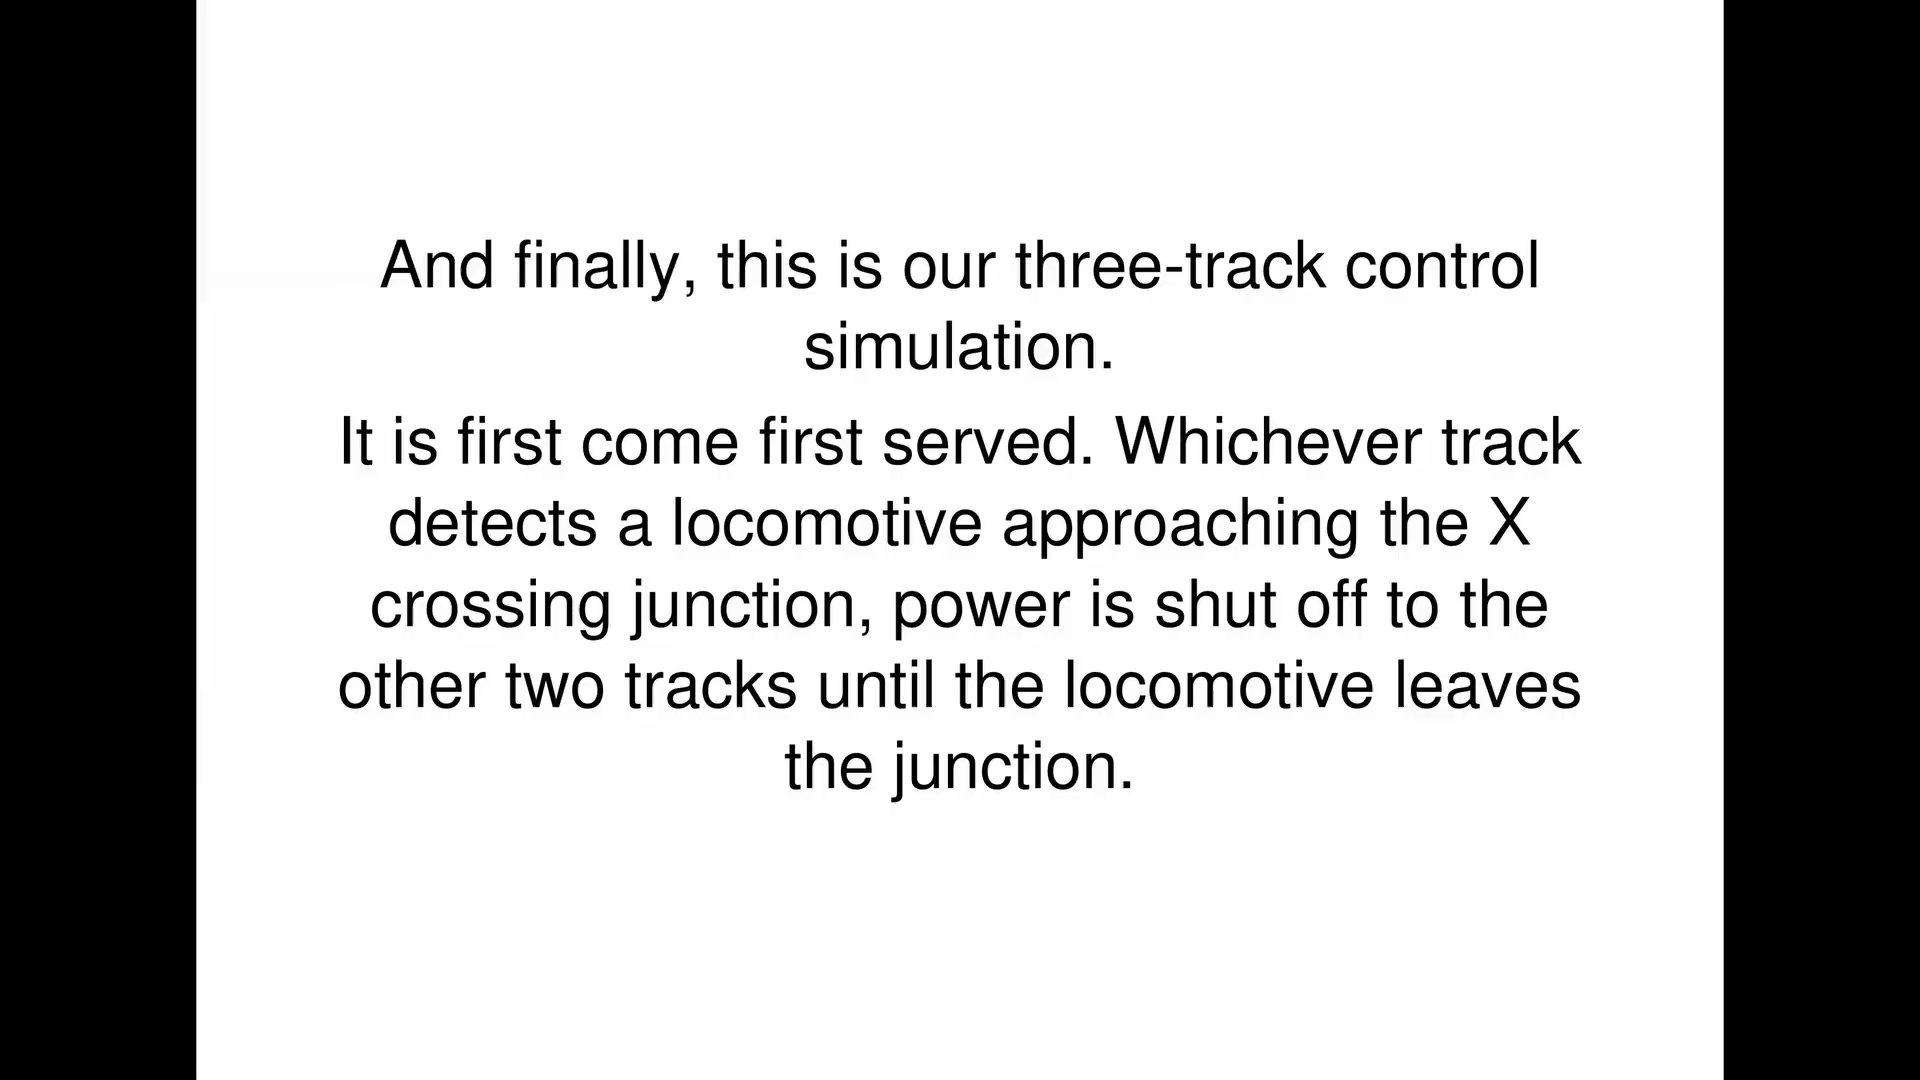 And finally, this is our three-track control
simulation.
It is first come first served. Whichever track
detects a locomotive approaching the X
crossing junction, power is shut off to the
other two tracks until the locomotive leaves
the junction.